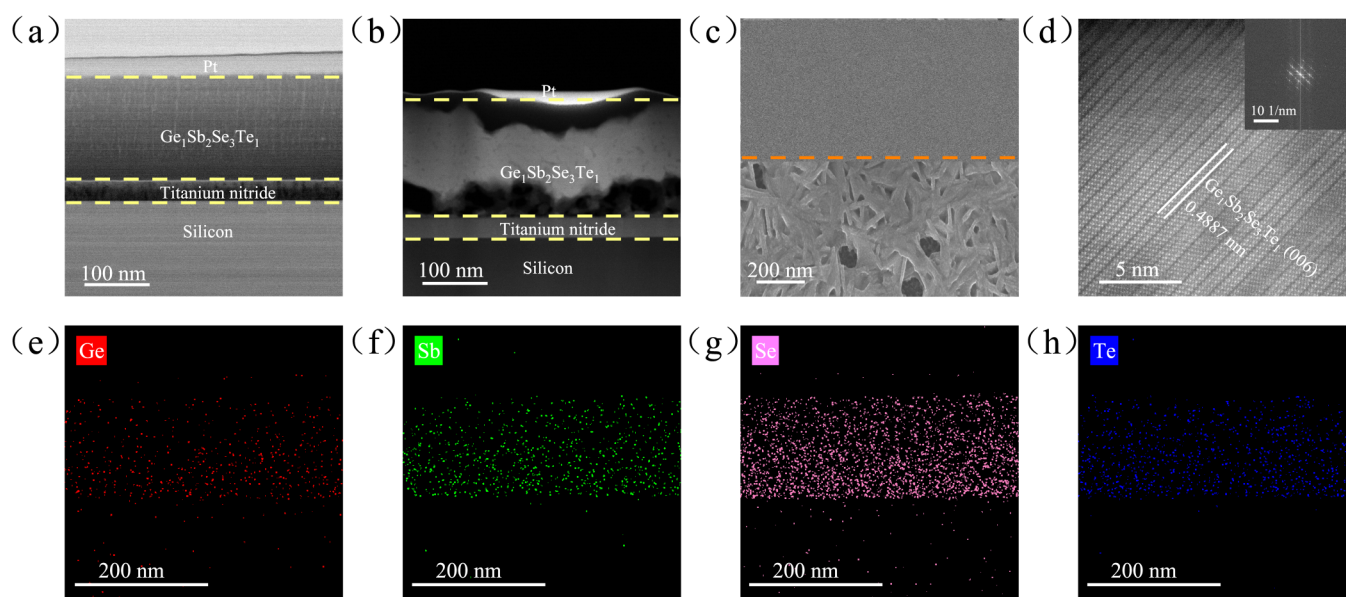 (a)
Pt
Ge₁Sb₂Se₃Te₁
Titanium nitride
Silicon
100 nm
(b)
Pt
Ge₁Sb₂Se₃Te₁
Titanium nitride
Silicon
100 nm
(c)
200 nm
(d)
10 1/nm
Ge₁Sb₂Se₃Te₁ (006)
0.4887 nm
5 nm
(e)
Ge
200 nm
(f)
Sb
200 nm
(g)
Se
200 nm
(h)
Te
200 nm